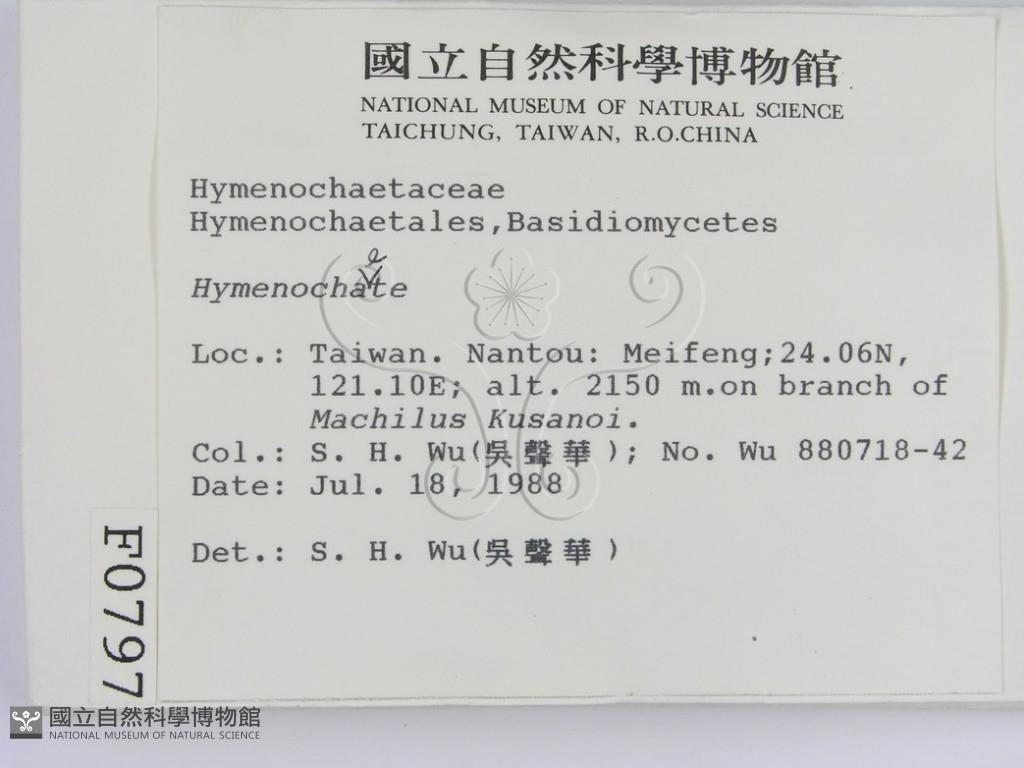 國立自然科學博物館
NATIONAL MUSEUM OF NATURAL SCIENCE
TAICHUNG, TAIWAN, R.O.CHINA
Hymenochaetaceae
Hymenochaetales,Basidiomycetes
e
Hymenochate
Loc.: Taiwan. Nantou: Meifeng;24.06N,
121.10E; alt. 2150 m.on branch of
Machilus Kusanoi.
Col.: S. H. Wu(吳聲華); No. Wu 880718-42
Date: Jul. 18, 1988
Det.: S. H. Wu(吳聲華)
F0797
國立自然科學博物館
NATIONAL MUSEUM OF NATURAL SCIENCE